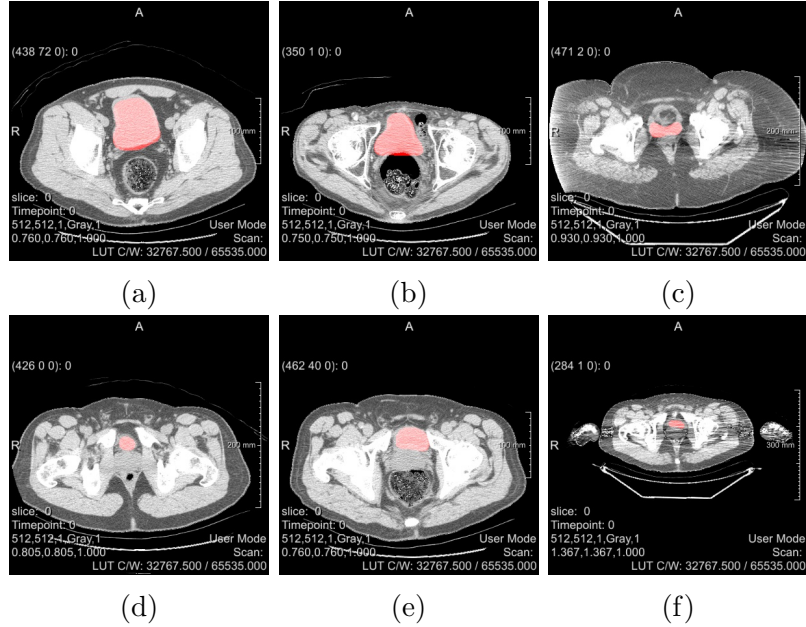 A
(438 72 0): 0
R
100 mm
slice: 0
Timepoint: 0
512,512,1,Gray,1
User Mode
0.760,0.760,1.000
Scan:
LUT C/W: 32767.500 / 65535.000
(a)
A
(350 1 0): 0
R
100 mm
slice: 0
Timepoint: 0
512,512,1,Gray,1
User Mode
0.750,0.750,1.000
Scan:
LUT C/W: 32767.500 / 65535.000
(b)
A
(471 2 0): 0
R
200 mm
slice: 0
Timepoint: 0
512,512,1,Gray,1
User Mode
0.930,0.930,1.000
Scan:
LUT C/W: 32767.500 / 65535.000
(c)
A
(426 0 0): 0
R
200 mm
slice: 0
Timepoint: 0
512,512,1,Gray,1
User Mode
0.805,0.805,1.000
Scan:
LUT C/W: 32767.500 / 65535.000
(d)
A
(462 40 0): 0
R
100 mm
slice: 0
Timepoint: 0
512,512,1,Gray,1
User Mode
0.760,0.760,1.000
Scan:
LUT C/W: 32767.500 / 65535.000
(e)
A
(284 1 0): 0
R
300 mm
slice: 0
Timepoint: 0
512,512,1,Gray,1
User Mode
1.367,1.367,1.000
Scan:
LUT C/W: 32767.500 / 65535.000
(f)